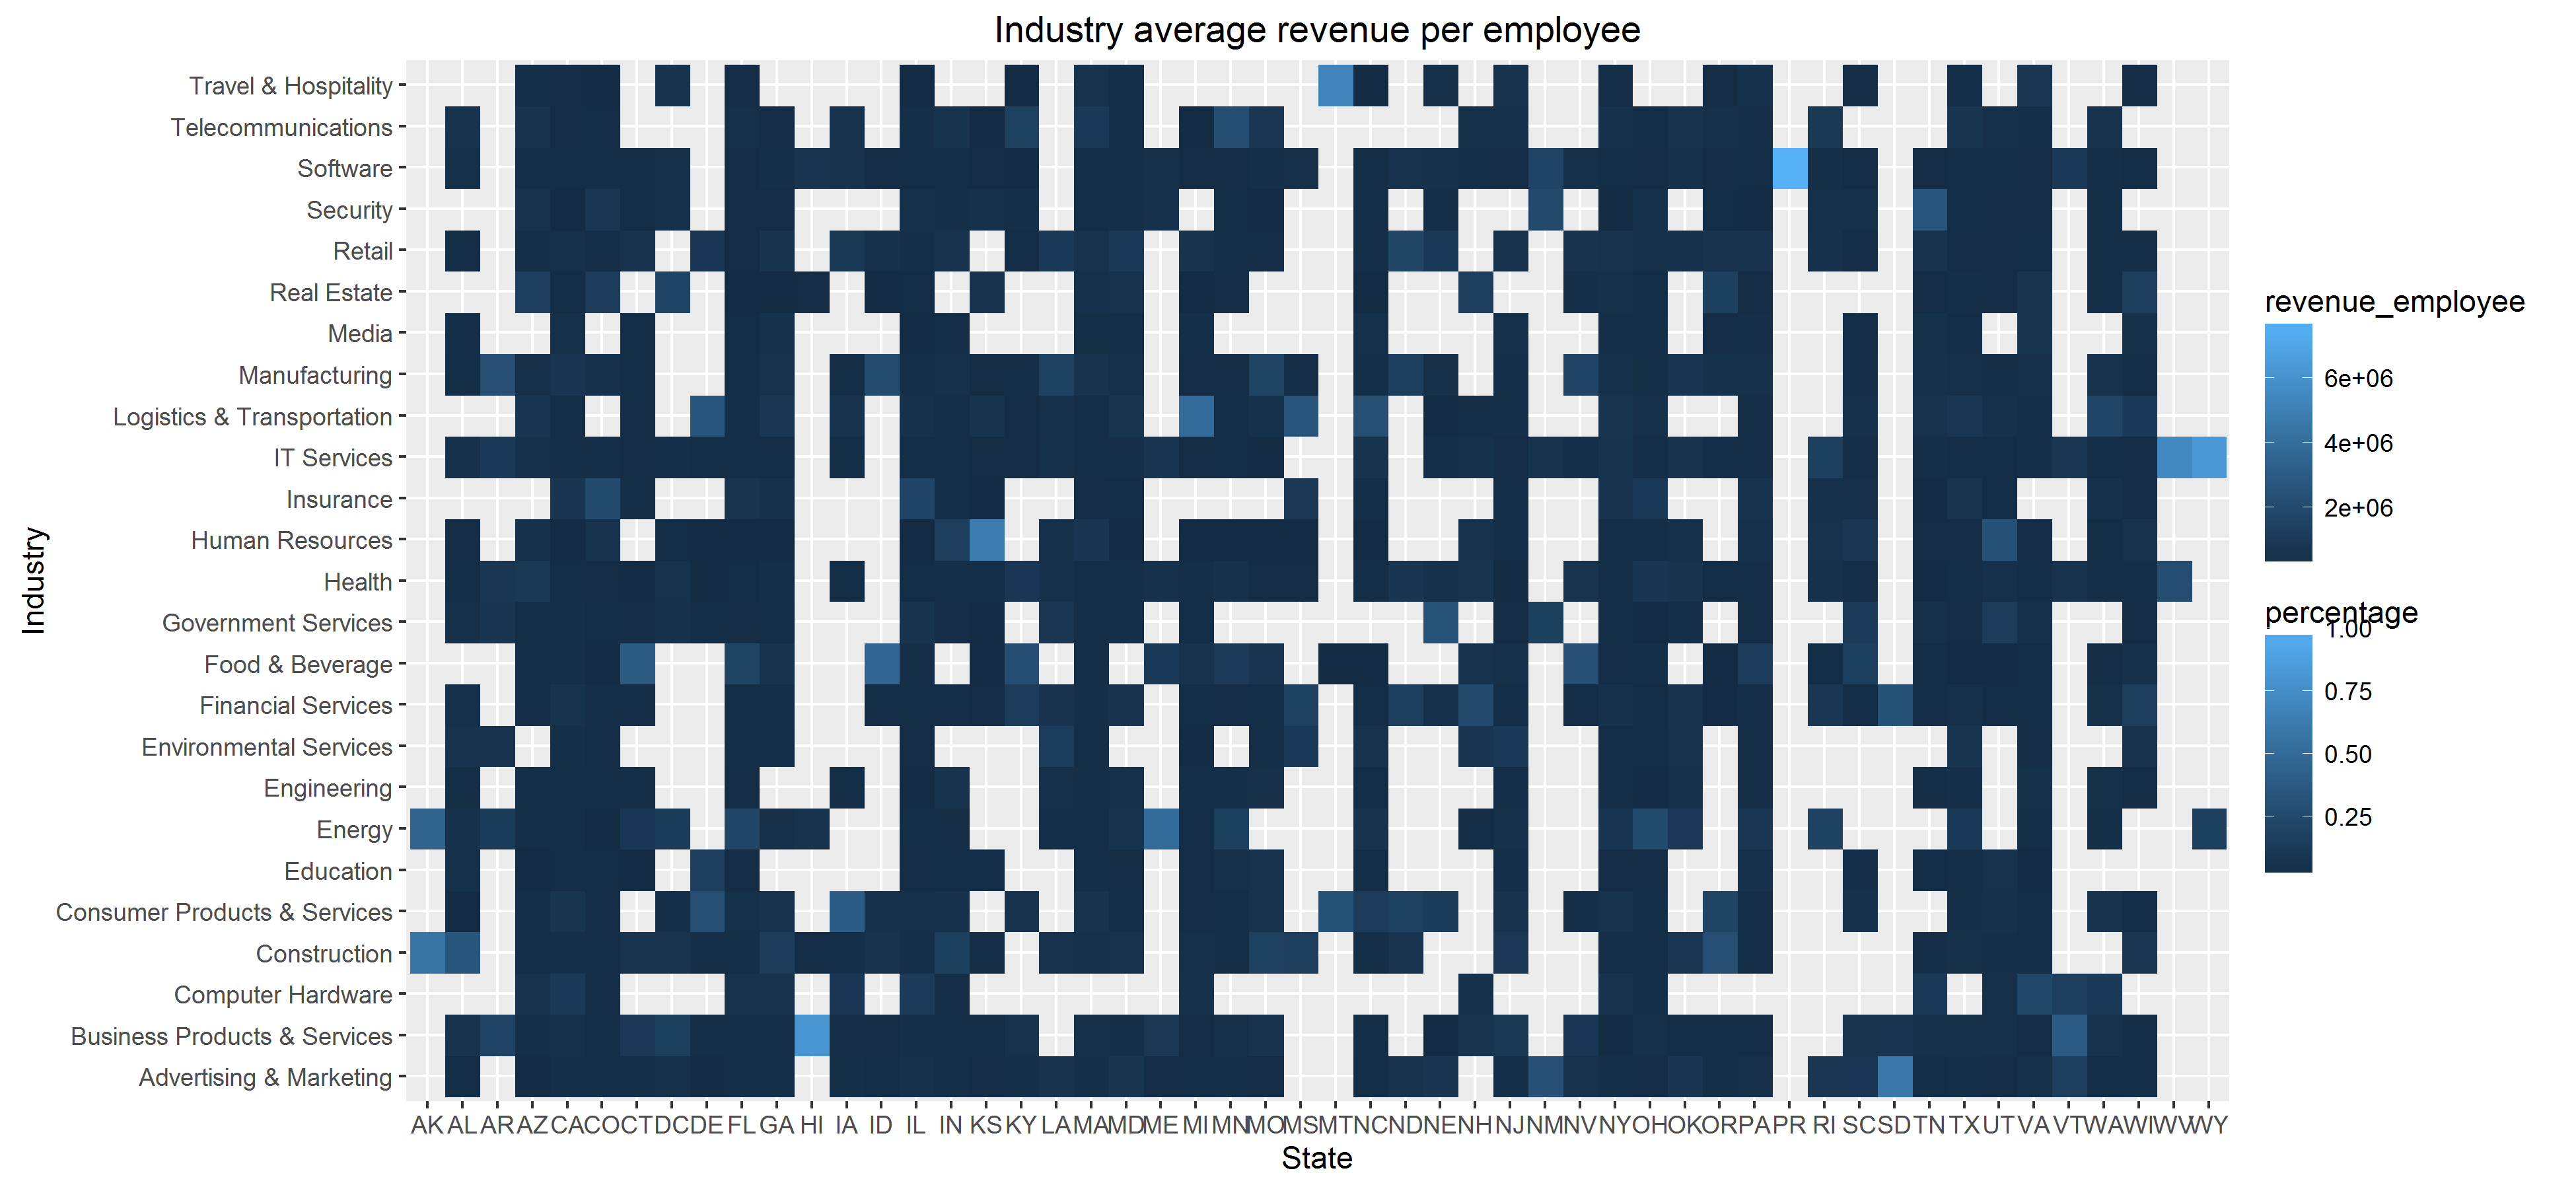 Industry average revenue per employee
Industry
Travel & Hospitality
Telecommunications
Software
Security
Retail
Real Estate
Media
Manufacturing
Logistics & Transportation
IT Services
Insurance
Human Resources
Health
Government Services
Food & Beverage
Financial Services
Environmental Services
Engineering
Energy
Education
Consumer Products & Services
Construction
Computer Hardware
Business Products & Services
Advertising & Marketing
AK AL AR AZ CA CO CT DC DE FL GA HI IA ID IL IN KS KY LA MA MD ME MI MN MO MS MT NC ND NE NH NJ NM NV NY OH OK OR PA PR RI SC SD TN TX UT VA VT WA WI WV WY
State
revenue_employee
6e+06
4e+06
2e+06
percentage
1.00
0.75
0.50
0.25